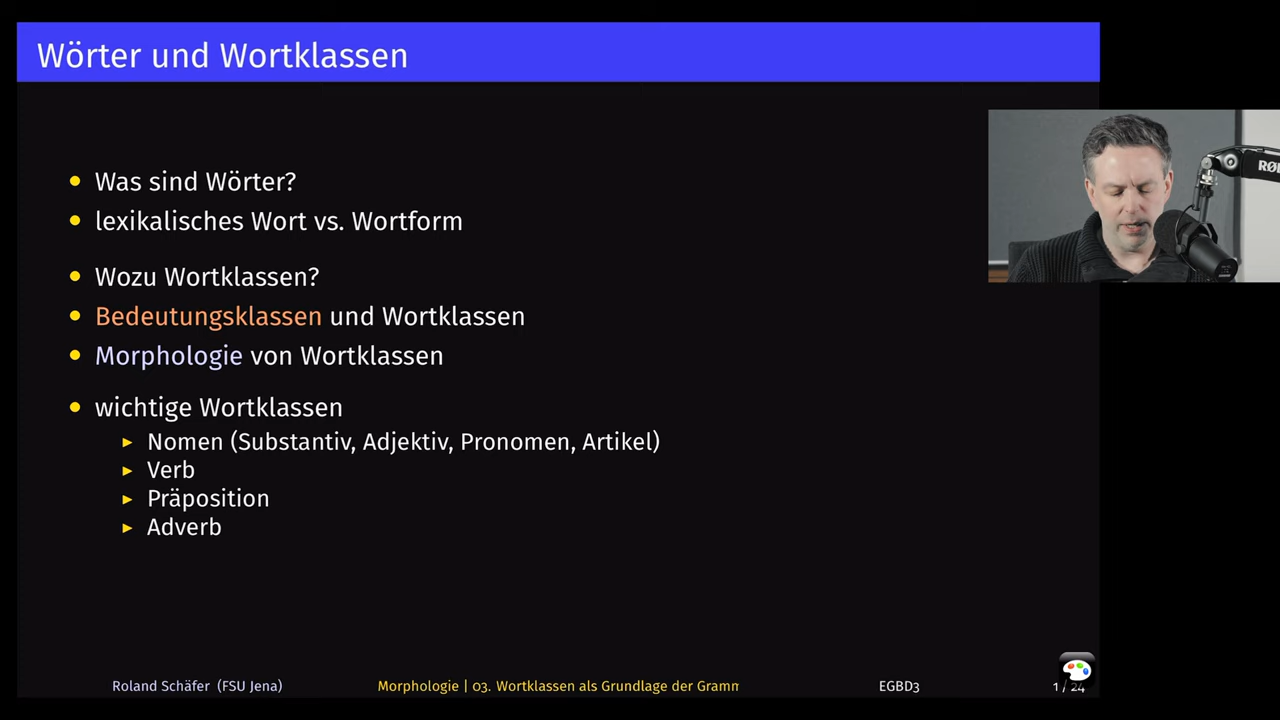 Wörter und Wortklassen
Was sind Wörter?
lexikalisches Wort vs. Wortform
Wozu Wortklassen?
Bedeutungsklassen und Wortklassen
Morphologie von Wortklassen
wichtige Wortklassen
Nomen (Substantiv, Adjektiv, Pronomen, Artikel)
Verb
Präposition
Adverb
Roland Schäfer (FSU Jena) Morphologie | 03. Wortklassen als Grundlage der Gramm EGBD3 1 / 24